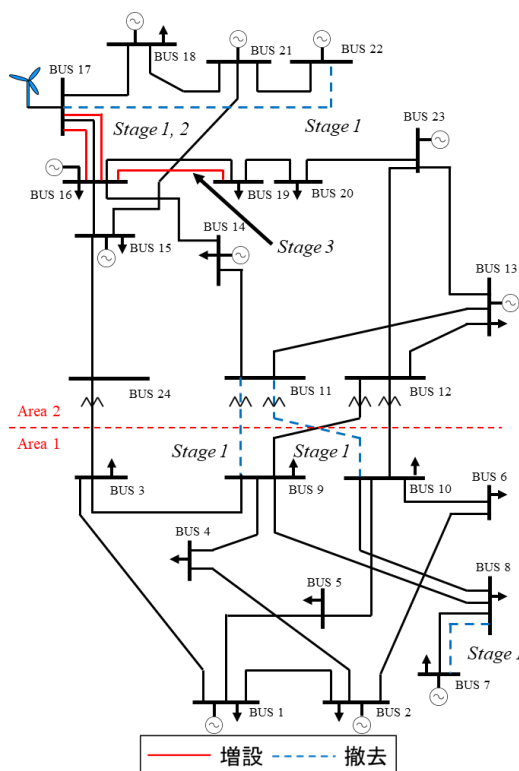 BUS 18
BUS 21
BUS 22
BUS 17
Stage 1, 2
Stage 1
BUS 23
BUS 16
BUS 19
BUS 20
BUS 15
BUS 14
Stage 3
BUS 13
BUS 24
BUS 11
BUS 12
Area 2
Area 1
Stage 1
Stage 1
BUS 3
BUS 9
BUS 10
BUS 6
BUS 4
BUS 5
BUS 8
Stage 1
BUS 7
BUS 1
BUS 2
増設 撤去